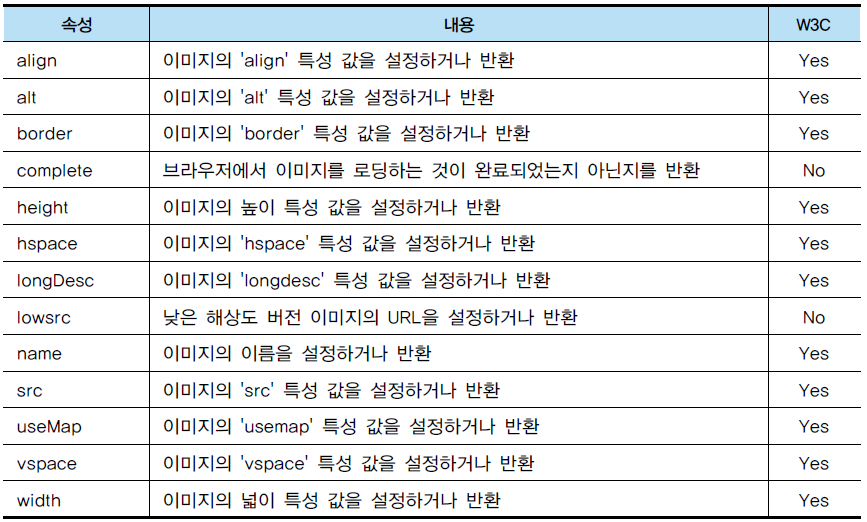 속성 내용 W3C
align 이미지의 'align' 특성 값을 설정하거나 반환 Yes
alt 이미지의 'alt' 특성 값을 설정하거나 반환 Yes
border 이미지의 'border' 특성 값을 설정하거나 반환 Yes
complete 브라우저에서 이미지를 로딩하는 것이 완료되었는지 아닌지를 반환 No
height 이미지의 높이 특성 값을 설정하거나 반환 Yes
hspace 이미지의 'hspace' 특성 값을 설정하거나 반환 Yes
longDesc 이미지의 'longdesc' 특성 값을 설정하거나 반환 Yes
lowsrc 낮은 해상도 버전 이미지의 URL을 설정하거나 반환 No
name 이미지의 이름을 설정하거나 반환 Yes
src 이미지의 'src' 특성 값을 설정하거나 반환 Yes
useMap 이미지의 'usemap' 특성 값을 설정하거나 반환 Yes
vspace 이미지의 'vspace' 특성 값을 설정하거나 반환 Yes
width 이미지의 넓이 특성 값을 설정하거나 반환 Yes